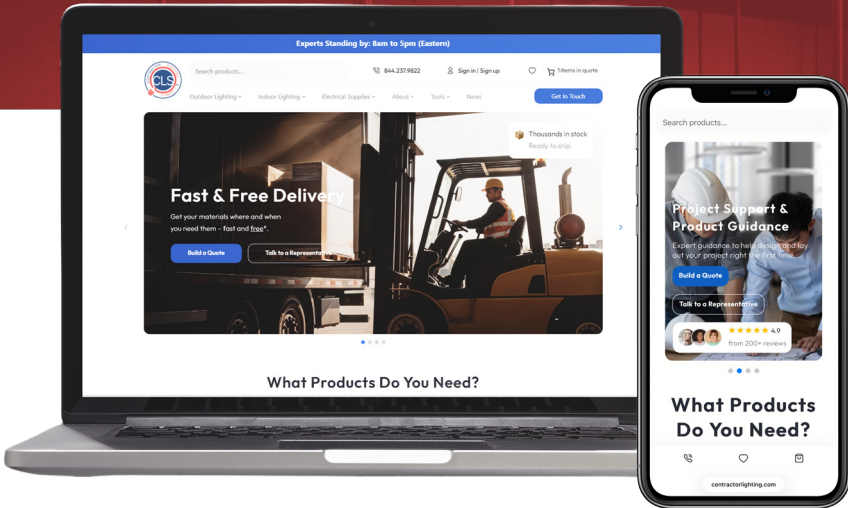 Experts Standing by: 8am to 5pm (Eastern)
CLS
Search products...
844.237.9822
Sign in | Sign up
1 items in quote
Outdoor Lighting
Indoor Lighting
Electrical Supplies
About
Tools
News
Get In Touch
Thousands in stock
Ready to ship
Fast & Free Delivery
Get your materials where and when
you need them – fast and free*.
Build a Quote
Talk to a Representative
What Products Do You Need?
Search products...
Project Support &
Product Guidance
Expert guidance to help design and lay
out your project right the first time.
Build a Quote
Talk to a Representative
4.9
from 200+ reviews
What Products
Do You Need?
contractorlighting.com